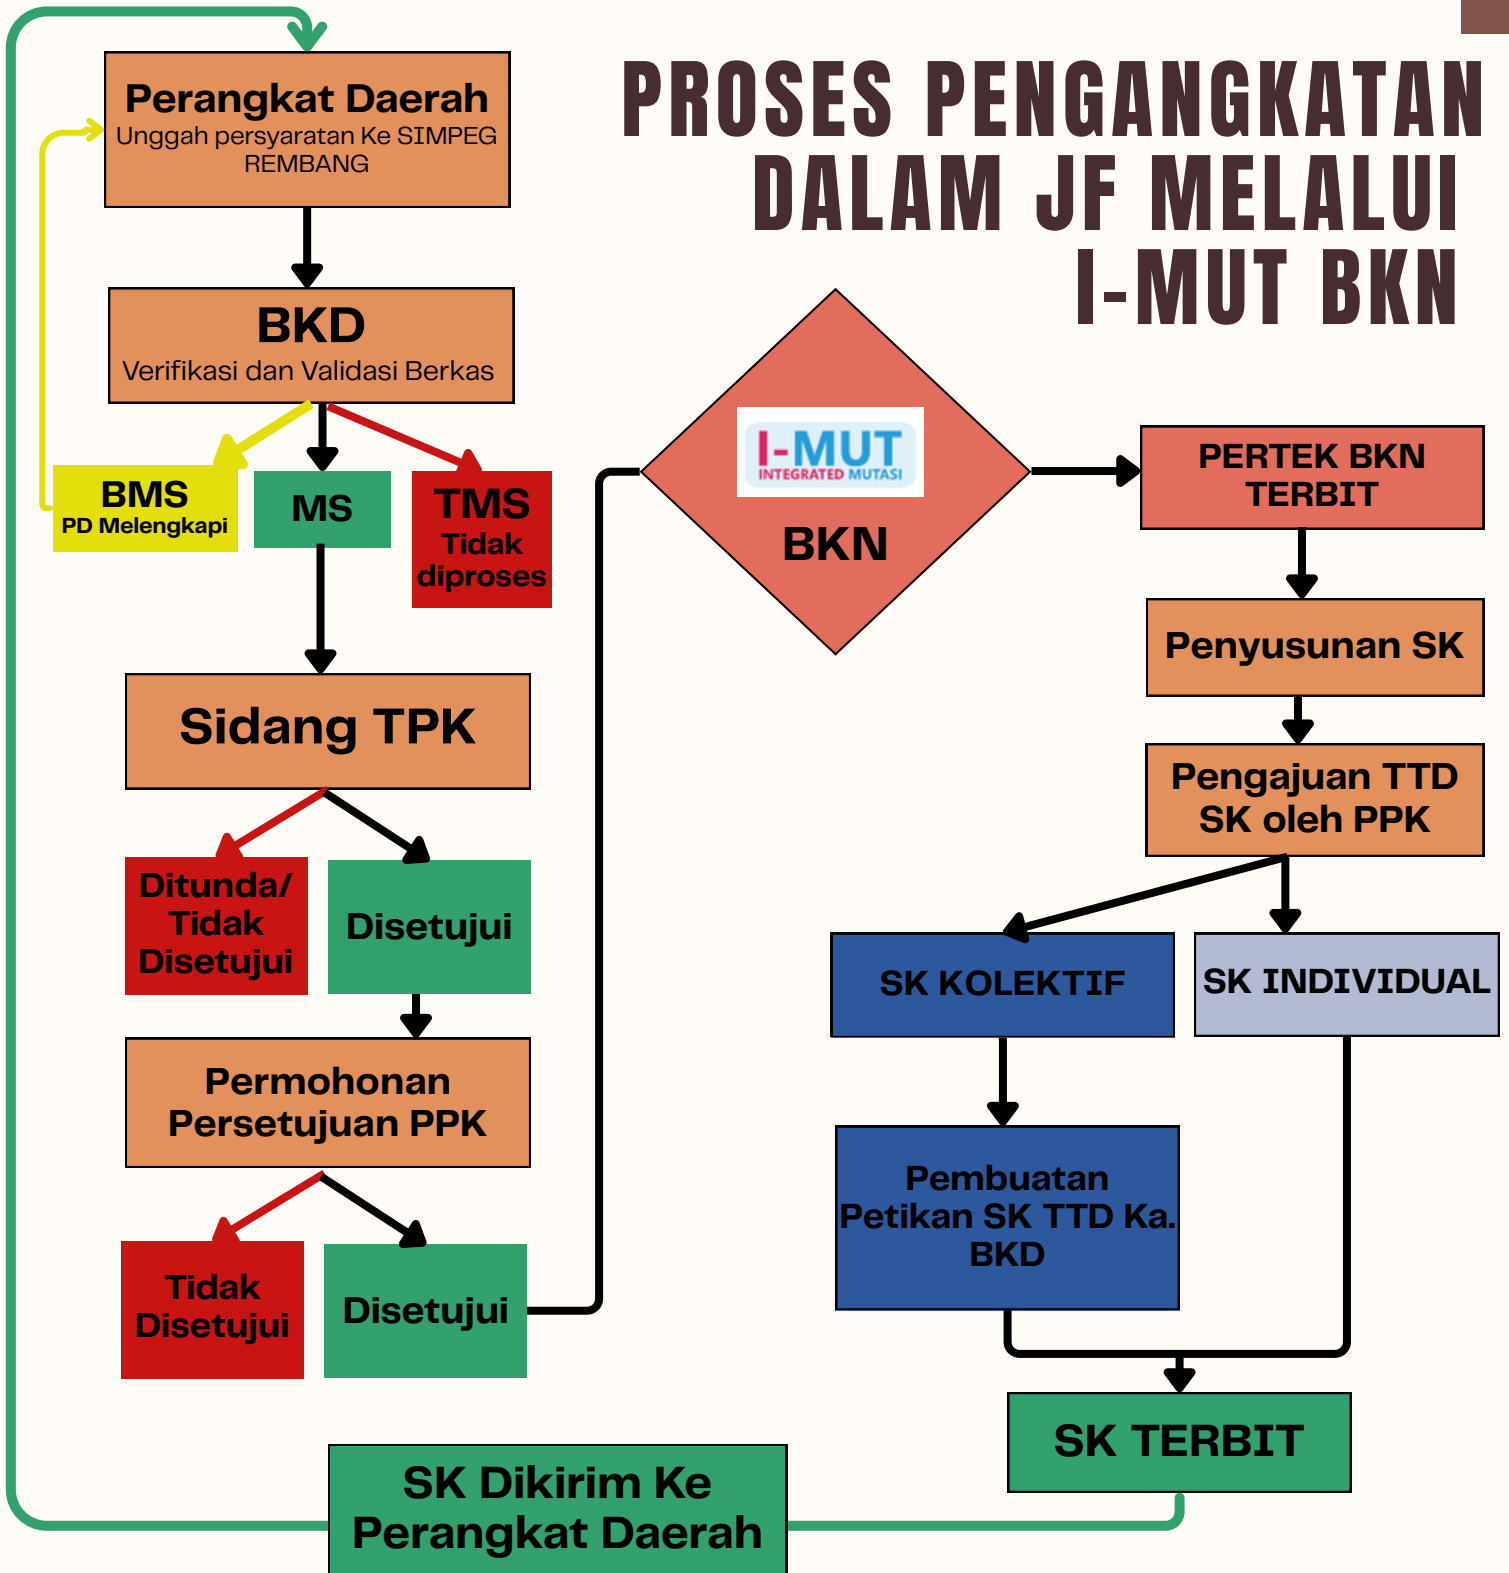 PROSES PENGANGKATAN
DALAM JF MELALUI
I-MUT BKN
Perangkat Daerah
Unggah persyaratan Ke SIMPEG
REMBANG
BKD
Verifikasi dan Validasi Berkas
BMS
PD Melengkapi
MS
TMS
Tidak
diproses
Sidang TPK
Ditunda/
Tidak
Disetujui
Disetujui
Permohonan
Persetujuan PPK
Tidak
Disetujui
Disetujui
I-MUT
INTEGRATED MUTASI
BKN
PERTEK BKN
TERBIT
Penyusunan SK
Pengajuan TTD
SK oleh PPK
SK KOLEKTIF
SK INDIVIDUAL
Pembuatan
Petikan SK TTD Ka.
BKD
SK TERBIT
SK Dikirim Ke
Perangkat Daerah